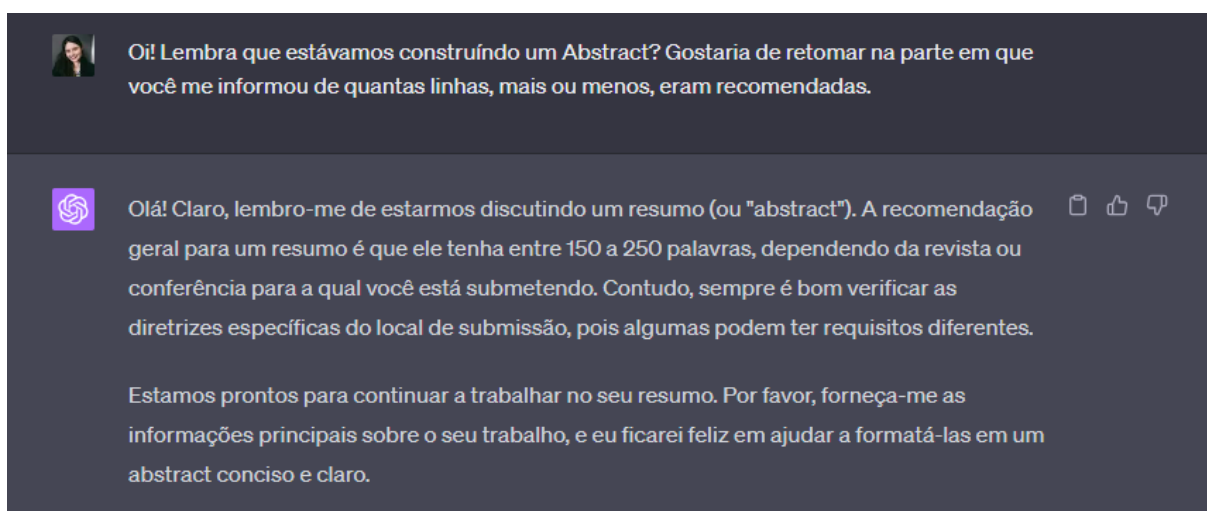 Oi! Lembra que estávamos construíndo um Abstract? Gostaria de retomar na parte em que
você me informou de quantas linhas, mais ou menos, eram recomendadas.
Olá! Claro, lembro-me de estarmos discutindo um resumo (ou "abstract"). A recomendação
geral para um resumo é que ele tenha entre 150 a 250 palavras, dependendo da revista ou
conferência para a qual você está submetendo. Contudo, sempre é bom verificar as
diretrizes específicas do local de submissão, pois algumas podem ter requisitos diferentes.
Estamos prontos para continuar a trabalhar no seu resumo. Por favor, forneça-me as
informações principais sobre o seu trabalho, e eu ficarei feliz em ajudar a formatá-las em um
abstract conciso e claro.